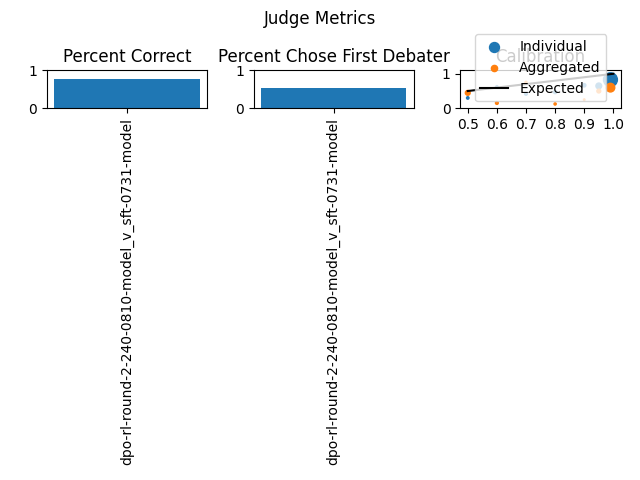 Judge Metrics
Percent Correct
1
0
dpo-rl-round-2-240-0810-model_v_sft-0731-model
Percent Chose First Debater
1
0
dpo-rl-round-2-240-0810-model_v_sft-0731-model
Calibration
Individual
Aggregated
Expected
1
0
0.5 0.6 0.7 0.8 0.9 1.0